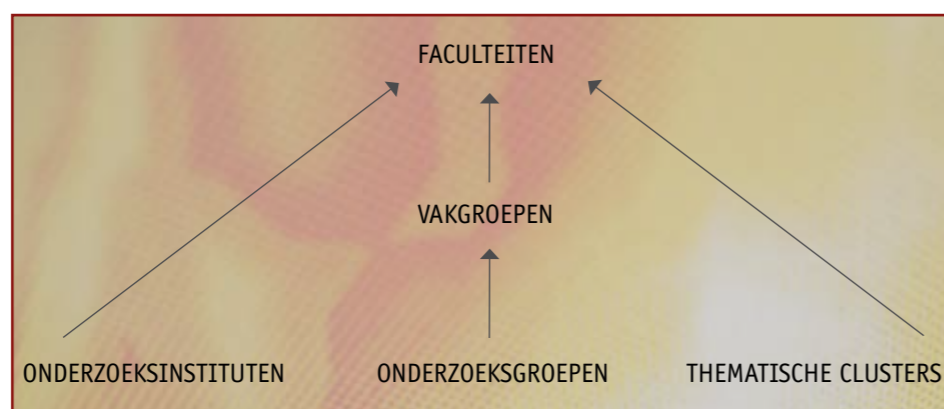 FACULTEITEN
VAKGROEPEN
ONDERZOEKSINSTITUTEN ONDERZOEKSGROEPEN THEMATISCHE CLUSTERS